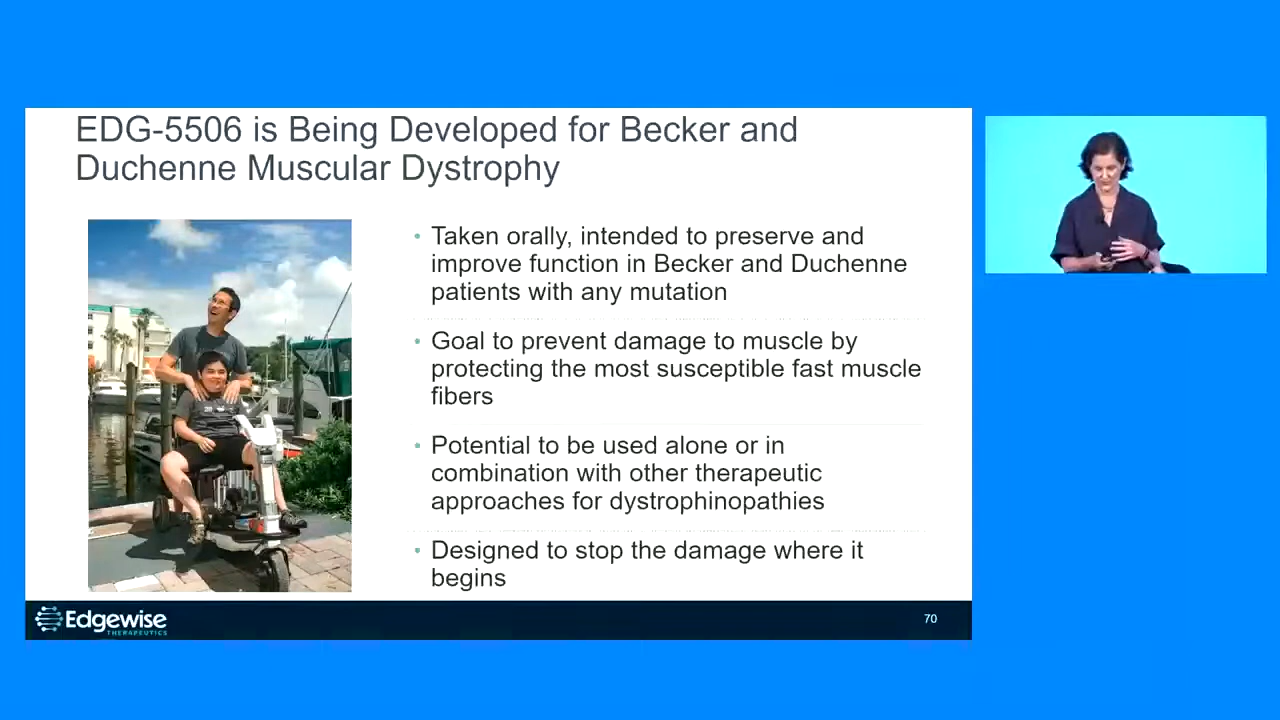 EDG-5506 is Being Developed for Becker and
Duchenne Muscular Dystrophy
• Taken orally, intended to preserve and
improve function in Becker and Duchenne
patients with any mutation
• Goal to prevent damage to muscle by
protecting the most susceptible fast muscle
fibers
• Potential to be used alone or in
combination with other therapeutic
approaches for dystrophinopathies
• Designed to stop the damage where it
begins
Edgewise
THERAPEUTICS
70